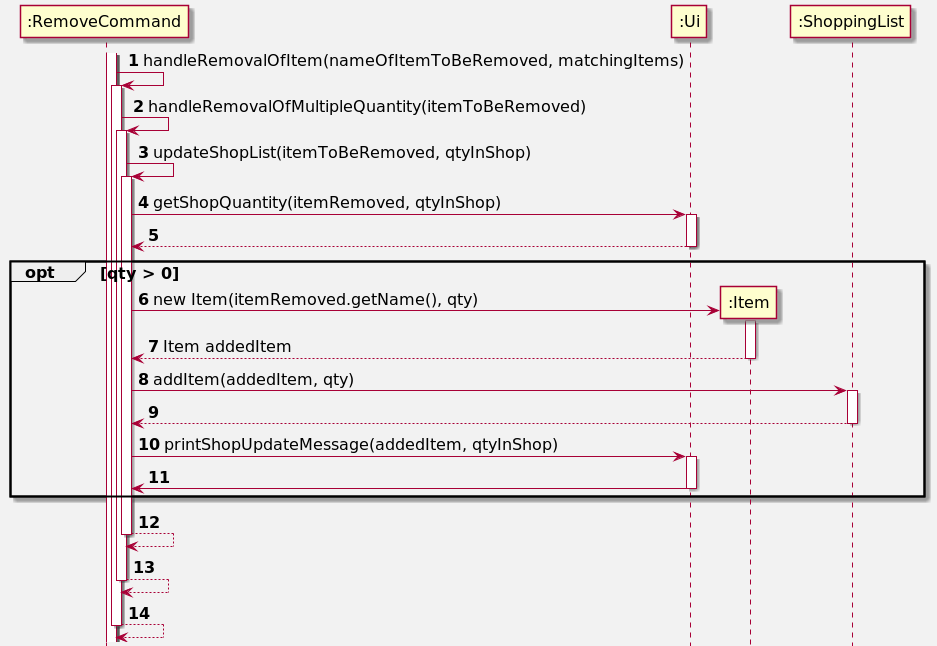 :RemoveCommand :Ui :ShoppingList
1 handleRemovalOfItem(nameOfItemToBeRemoved, matchingItems)
2 handleRemovalOfMultipleQuantity(itemToBeRemoved)
3 updateShopList(itemToBeRemoved, qtyInShop)
4 getShopQuantity(itemRemoved, qtyInShop)
5
opt [qty > 0]
6 new Item(itemRemoved.getName(), qty) :Item
7 Item addedItem
8 addItem(addedItem, qty)
9
10 printShopUpdateMessage(addedItem, qtyInShop)
11
12
13
14